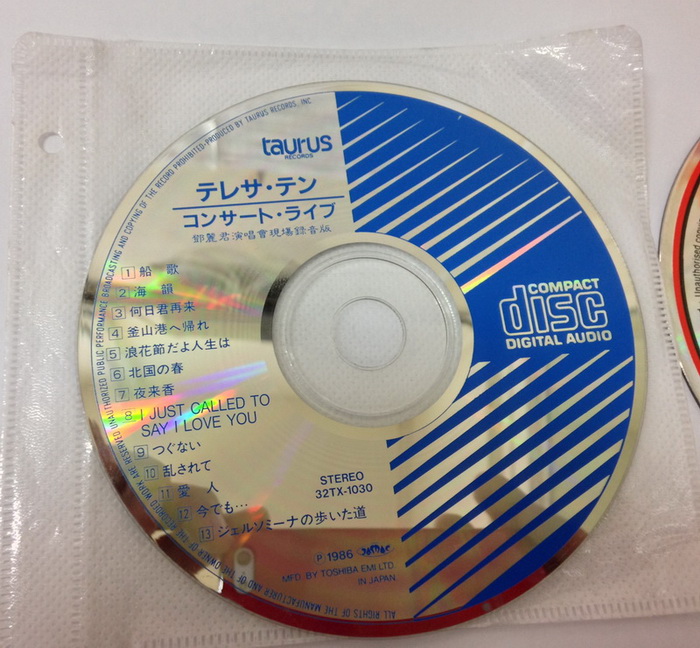 taurus
RECORDS
テレサ・テン
コンサート・ライブ
鄧麗君演唱會現場録音版
1 船歌
2 海韻
3 何日君再来
4 釜山港へ帰れ
5 浪花節だよ人生は
6 北国の春
7 夜来香
8 I JUST CALLED TO
SAY I LOVE YOU
9 つぐない
10 乱されて
11 愛人
12 今でも…
13 ジェルソミーナの歩いた道
STEREO
32TX-1030
COMPACT
disc
DIGITAL AUDIO
Ⓟ 1986
MFD. BY TOSHIBA EMI LTD.
IN JAPAN
ALL RIGHTS OF THE MANUFACTURER AND OF THE OWNER OF THE RECORDED WORK ARE RESERVED UNAUTHORIZED PUBLIC PERFORMANCE BROADCASTING AND COPYING OF THE RECORD PROHIBITED-PRODUCED BY TAURUS RECORDS, INC
Unauthorised